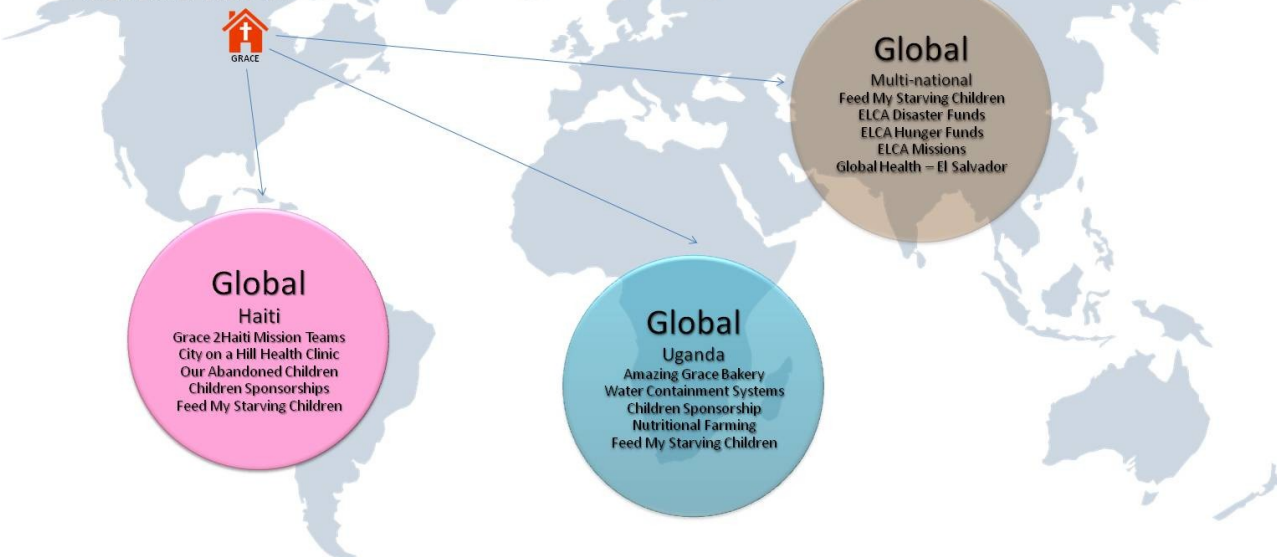 GRACE
Global
Multi-national
Feed My Starving Children
ELCA Disaster Funds
ELCA Hunger Funds
ELCA Missions
Global Health – El Salvador
Global
Haiti
Grace 2Haiti Mission Teams
City on a Hill Health Clinic
Our Abandoned Children
Children Sponsorships
Feed My Starving Children
Global
Uganda
Amazing Grace Bakery
Water Containment Systems
Children Sponsorship
Nutritional Farming
Feed My Starving Children